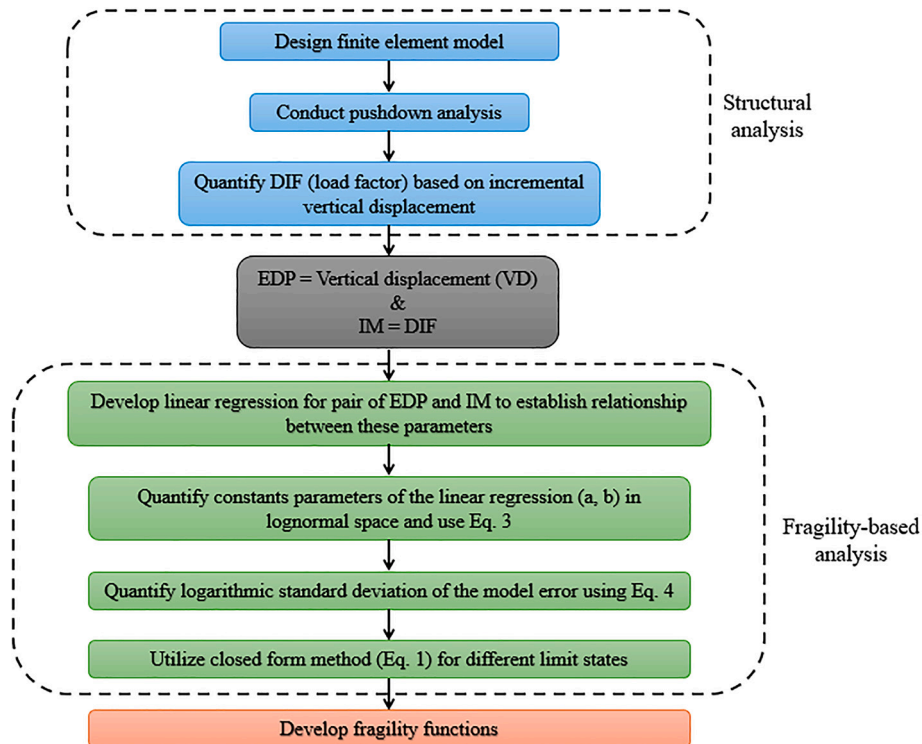 Design finite element model
Conduct pushdown analysis
Structural
analysis
Quantify DIF (load factor) based on incremental
vertical displacement
EDP = Vertical displacement (VD)
&
IM = DIF
Develop linear regression for pair of EDP and IM to establish relationship
between these parameters
Quantify constants parameters of the linear regression (a, b) in
lognormal space and use Eq. 3
Fragility-based
analysis
Quantify logarithmic standard deviation of the model error using Eq. 4
Utilize closed form method (Eq. 1) for different limit states
Develop fragility functions